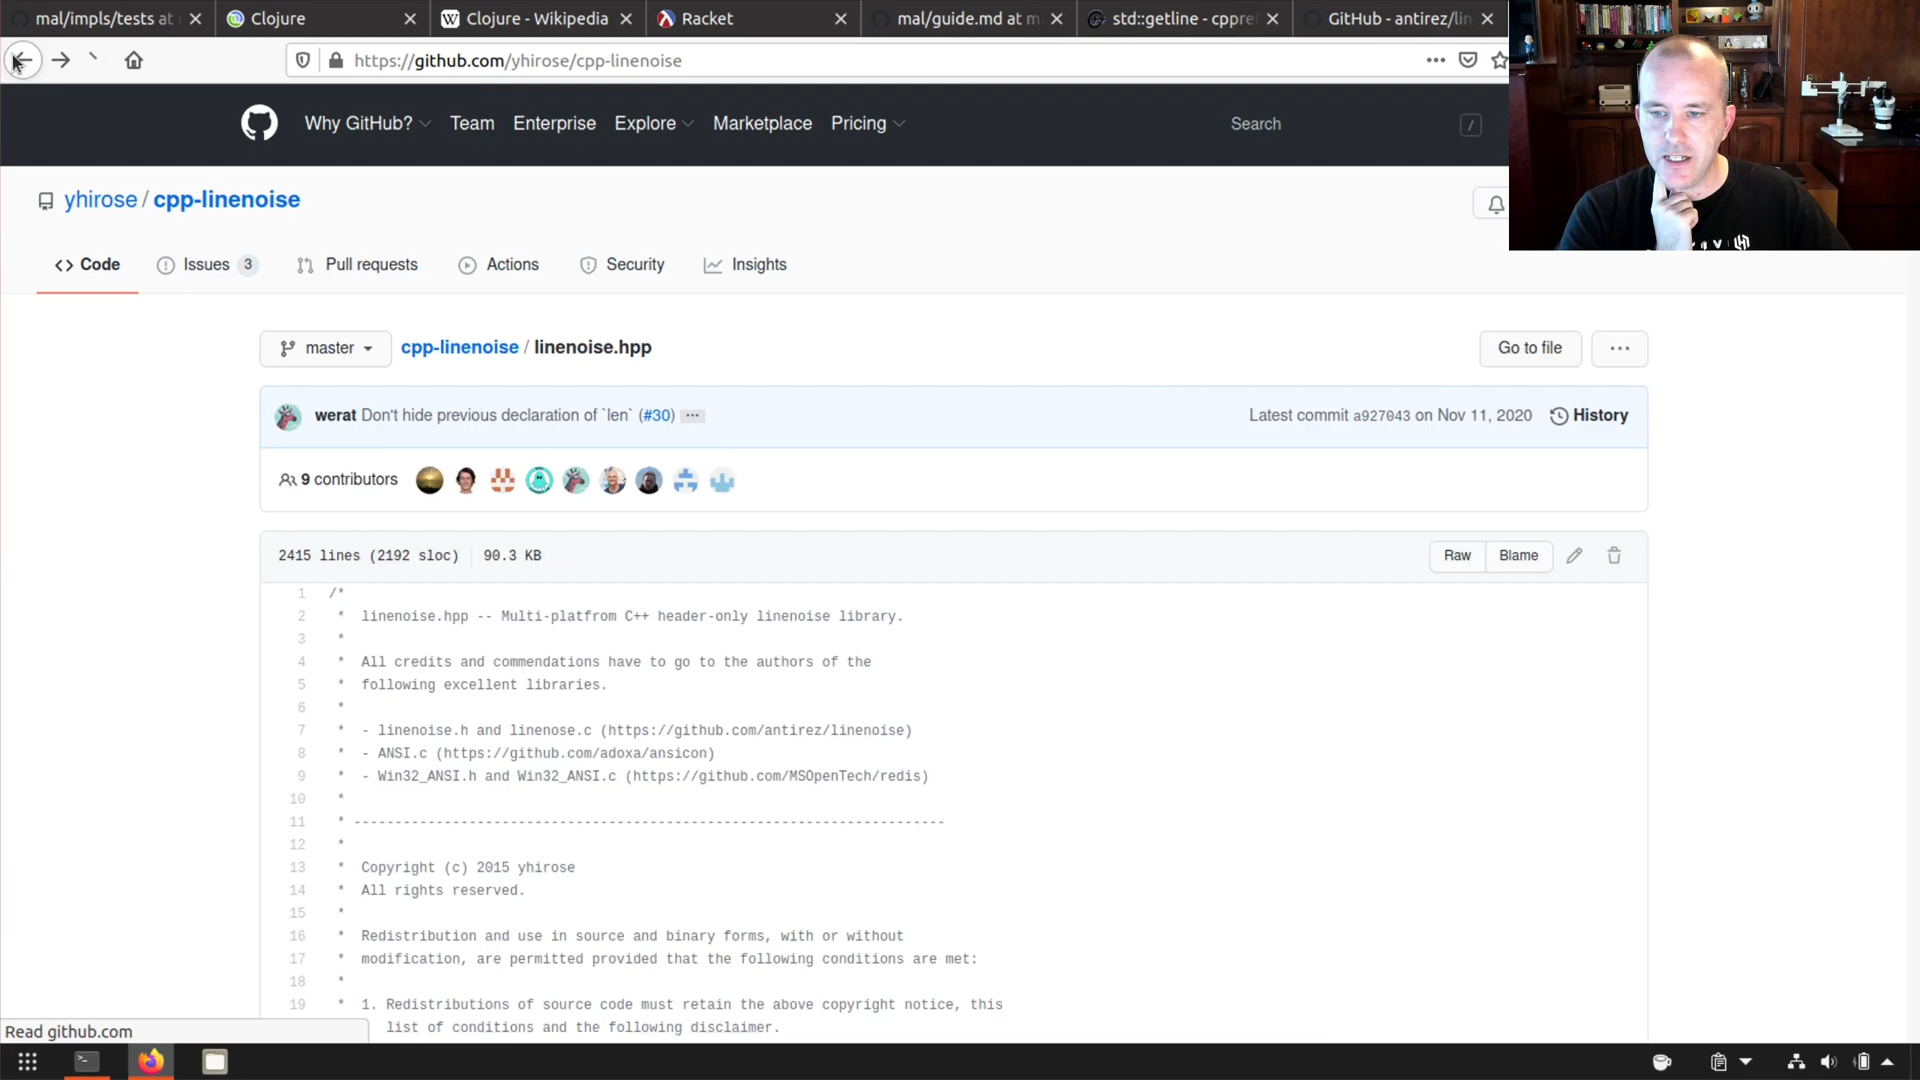 mal/impls/tests at
Clojure
Clojure - Wikipedia
Racket
mal/guide.md at m
std::getline - cppre
GitHub - antirez/lin
https://github.com/yhirose/cpp-linenoise
Why GitHub?
Team
Enterprise
Explore
Marketplace
Pricing
Search
/
yhirose / cpp-linenoise
Code
Issues 3
Pull requests
Actions
Security
Insights
master
cpp-linenoise / linenoise.hpp
Go to file
werat Don't hide previous declaration of `len` (#30)
Latest commit a927043 on Nov 11, 2020
History
9 contributors
2415 lines (2192 sloc) 90.3 KB
Raw
Blame
1 /*
2 * linenoise.hpp -- Multi-platfrom C++ header-only linenoise library.
3 *
4 * All credits and commendations have to go to the authors of the
5 * following excellent libraries.
6 *
7 * - linenoise.h and linenose.c (https://github.com/antirez/linenoise)
8 * - ANSI.c (https://github.com/adoxa/ansicon)
9 * - Win32_ANSI.h and Win32_ANSI.c (https://github.com/MSOpenTech/redis)
10 *
11 * ------------------------------------------------------------------------
12 *
13 * Copyright (c) 2015 yhirose
14 * All rights reserved.
15 *
16 * Redistribution and use in source and binary forms, with or without
17 * modification, are permitted provided that the following conditions are met:
18 *
19 * 1. Redistributions of source code must retain the above copyright notice, this
list of conditions and the following disclaimer.
Read github.com